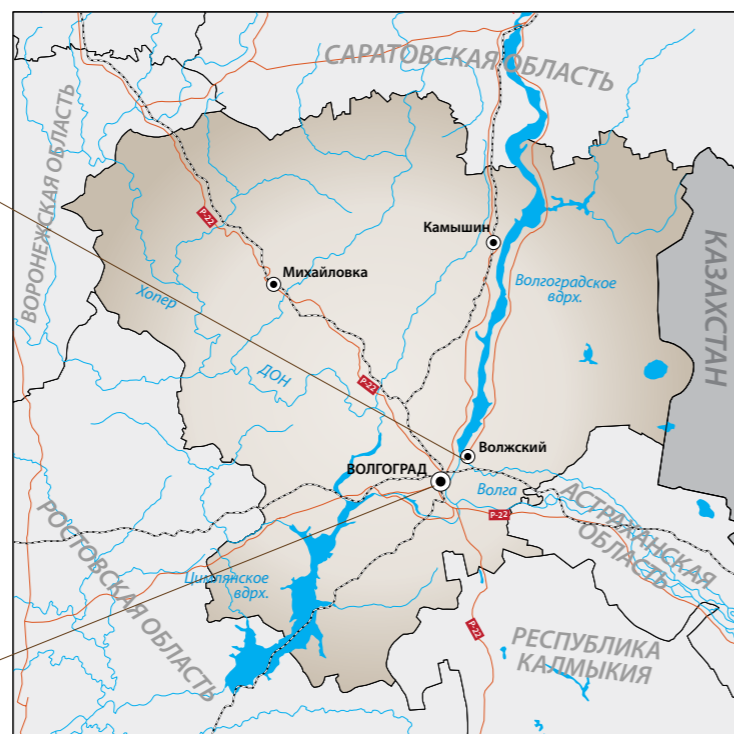 САРАТОВСКАЯ ОБЛАСТЬ
ВОРОНЕЖСКАЯ ОБЛАСТЬ
Р-22
Камышин
Михайловка
КАЗАХСТАН
Хопер
Волгоградское
вдрх.
ДОН
Р-22
Волжский
ВОЛГОГРАД
Волга
АСТРАХАНСКАЯ
ОБЛАСТЬ
Р-22
РОСТОВСКАЯ ОБЛАСТЬ
Цимлянское
вдрх.
Р-22
РЕСПУБЛИКА
КАЛМЫКИЯ